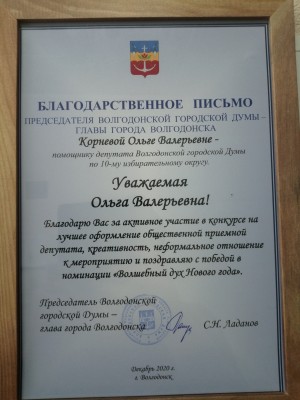 БЛАГОДАРСТВЕННОЕ ПИСЬМО
ПРЕДСЕДАТЕЛЯ ВОЛГОДОНСКОЙ ГОРОДСКОЙ ДУМЫ –
ГЛАВЫ ГОРОДА ВОЛГОДОНСКА
Корневой Ольге Валерьевне -
помощнику депутата Волгодонской городской Думы
по 10-му избирательному округу.
Уважаемая
Ольга Валерьевна!
Благодарю Вас за активное участие в конкурсе на
лучшее оформление общественной приемной
депутата, креативность, неформальное отношение
к мероприятию и поздравляю с победой в
номинации «Волшебный дух Нового года».
Председатель Волгодонской
городской Думы –
глава города Волгодонска
С.Н. Ладанов
Декабрь 2020 г.
г. Волгодонск